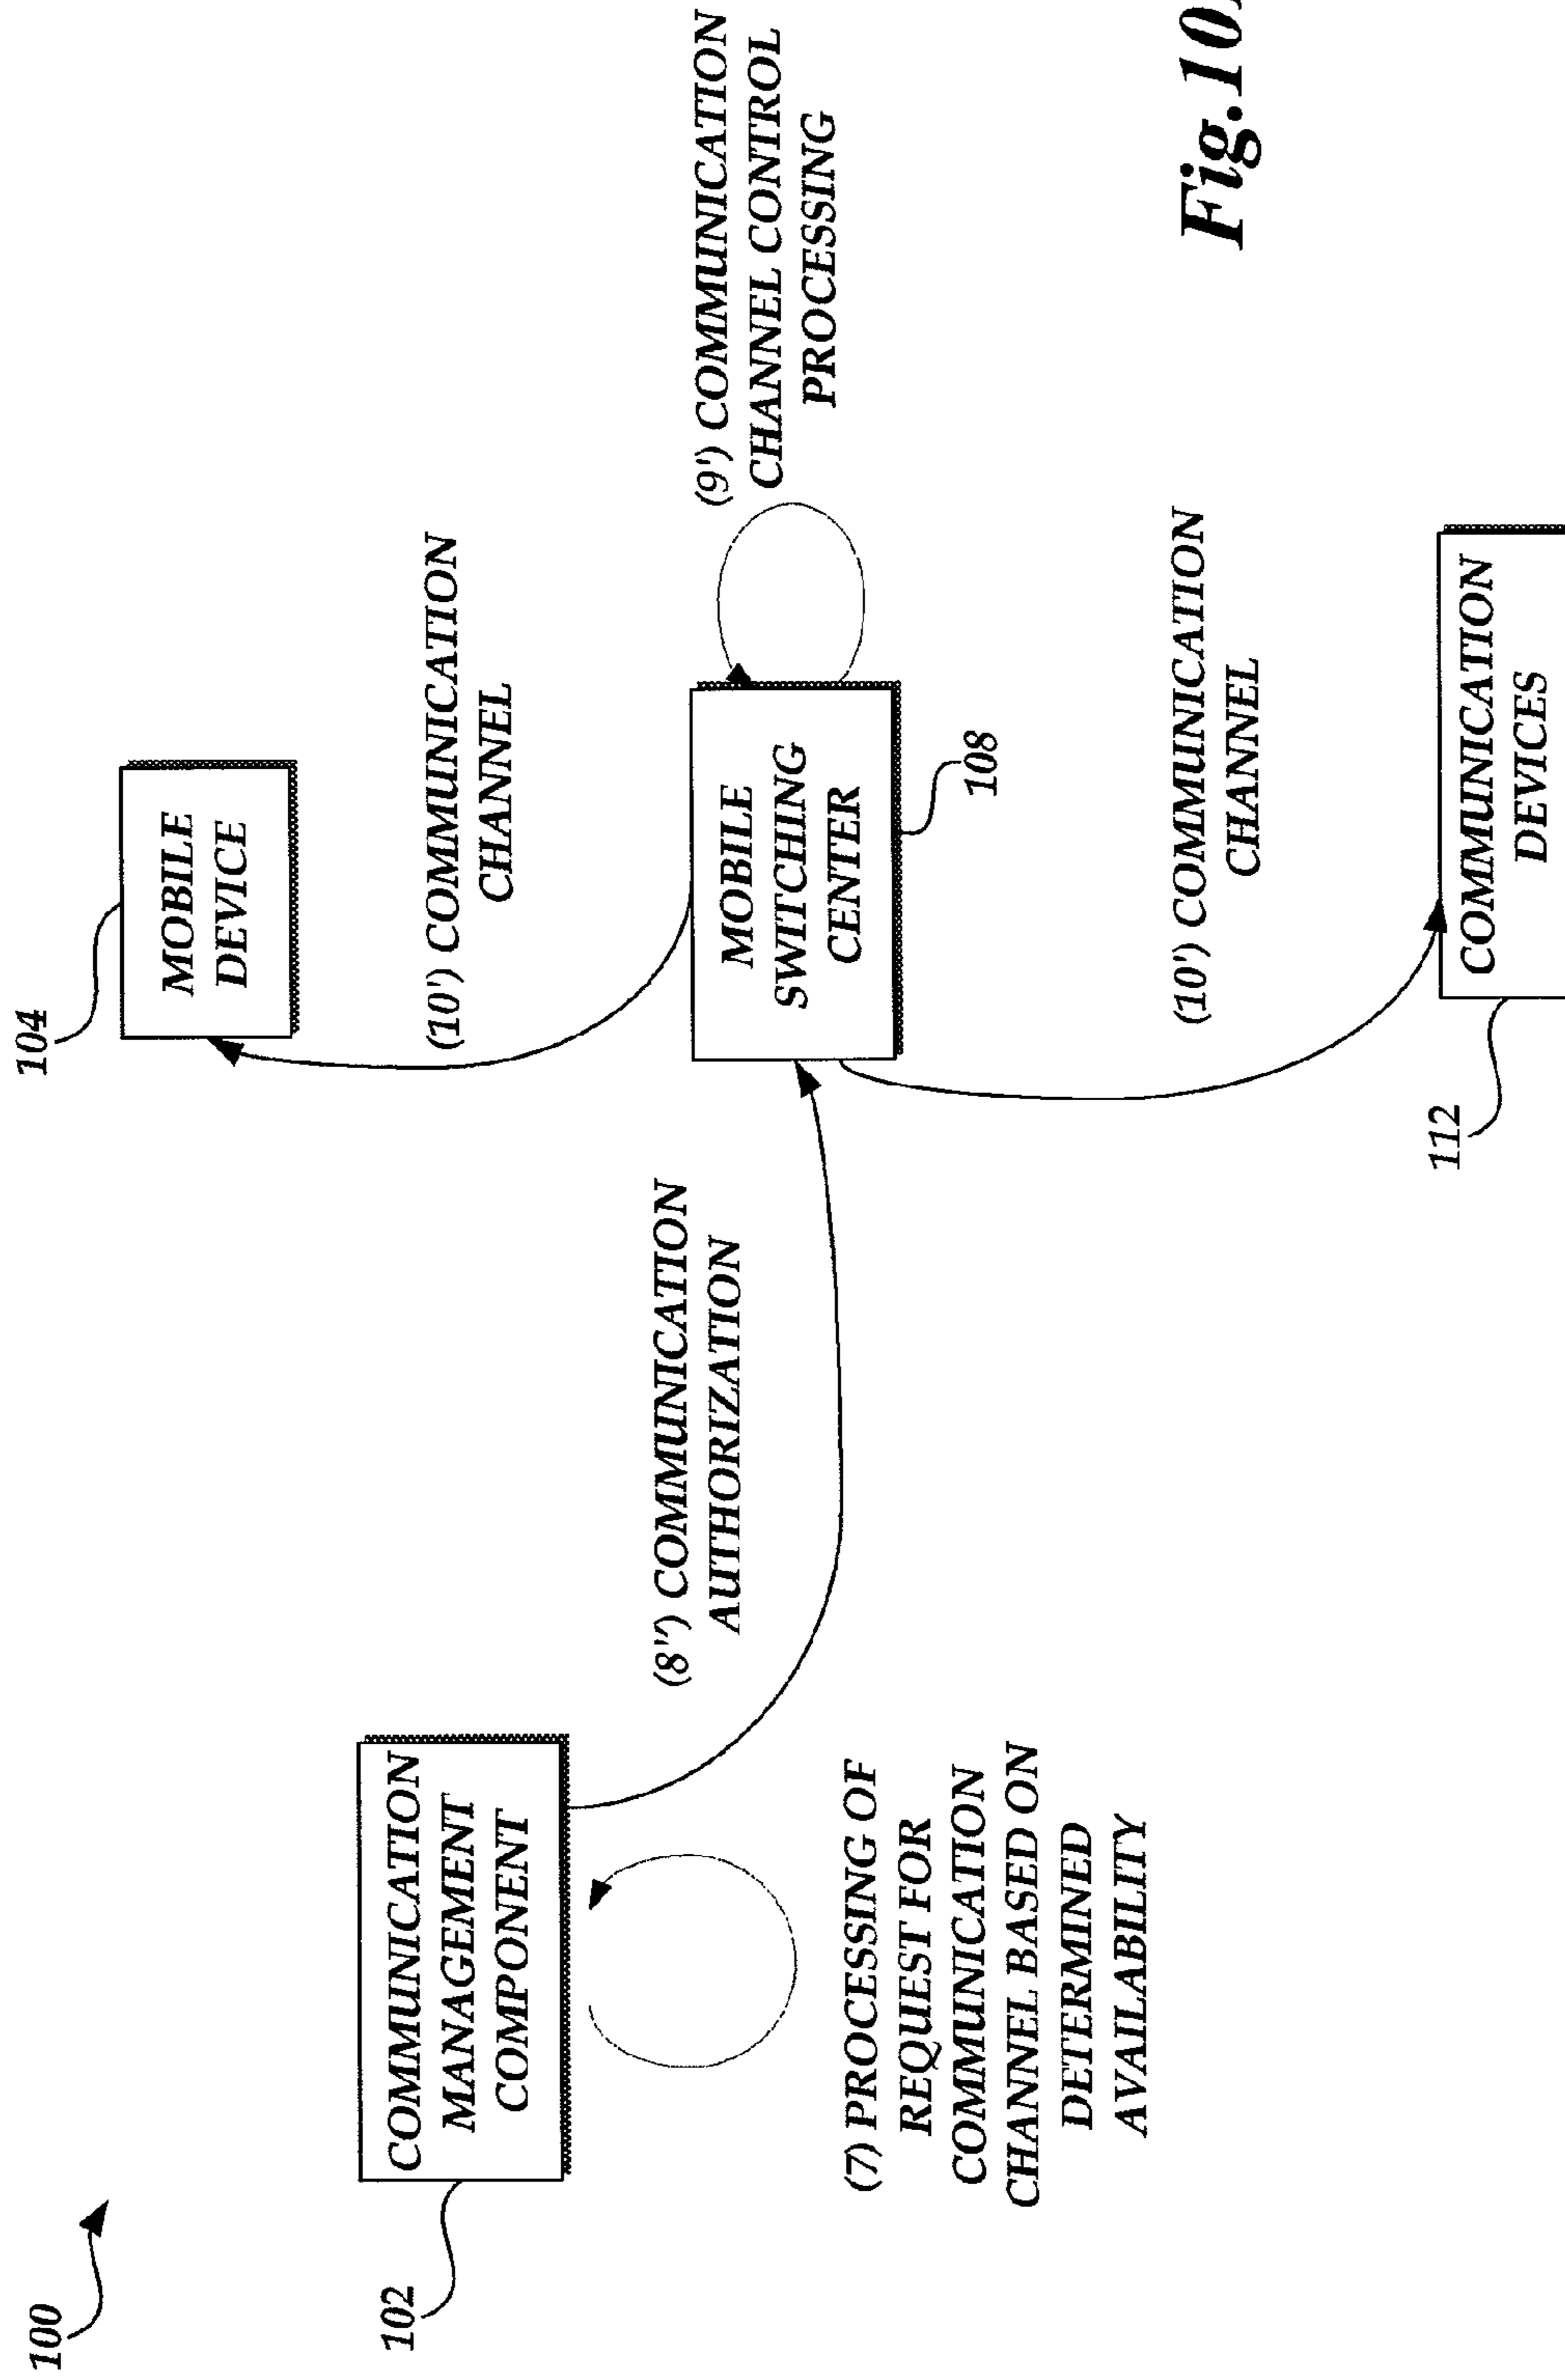 100
102
COMMUNICATION
MANAGEMENT
COMPONENT
(7) PROCESSING OF
REQUEST FOR
COMMUNICATION
CHANNEL BASED ON
DETERMINED
AVAILABILITY
(8") COMMUNICATION
AUTHORIZATION
104
MOBILE
DEVICE
(10') COMMUNICATION
CHANNEL
MOBILE
SWITCHING
CENTER
108
(9') COMMUNICATION
CHANNEL CONTROL
PROCESSING
(10') COMMUNICATION
CHANNEL
112
COMMUNICATION
DEVICES